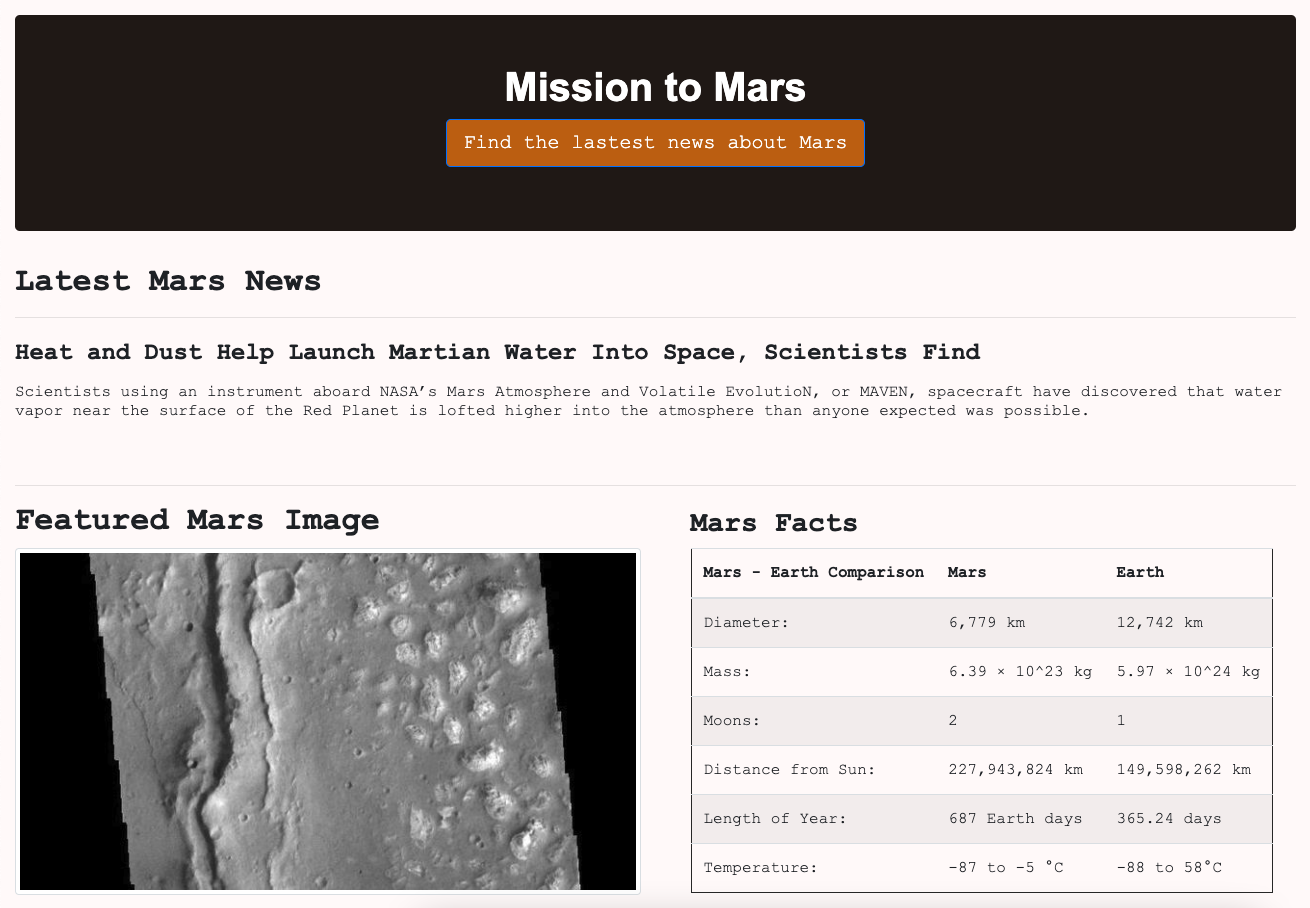 Mission to Mars
Find the lastest news about Mars
Latest Mars News
Heat and Dust Help Launch Martian Water Into Space, Scientists Find
Scientists using an instrument aboard NASA’s Mars Atmosphere and Volatile EvolutioN, or MAVEN, spacecraft have discovered that water
vapor near the surface of the Red Planet is lofted higher into the atmosphere than anyone expected was possible.
Featured Mars Image
Mars Facts
Mars - Earth Comparison Mars Earth
Diameter: 6,779 km 12,742 km
Mass: 6.39 × 10^23 kg 5.97 × 10^24 kg
Moons: 2 1
Distance from Sun: 227,943,824 km 149,598,262 km
Length of Year: 687 Earth days 365.24 days
Temperature: -87 to -5 °C -88 to 58°C